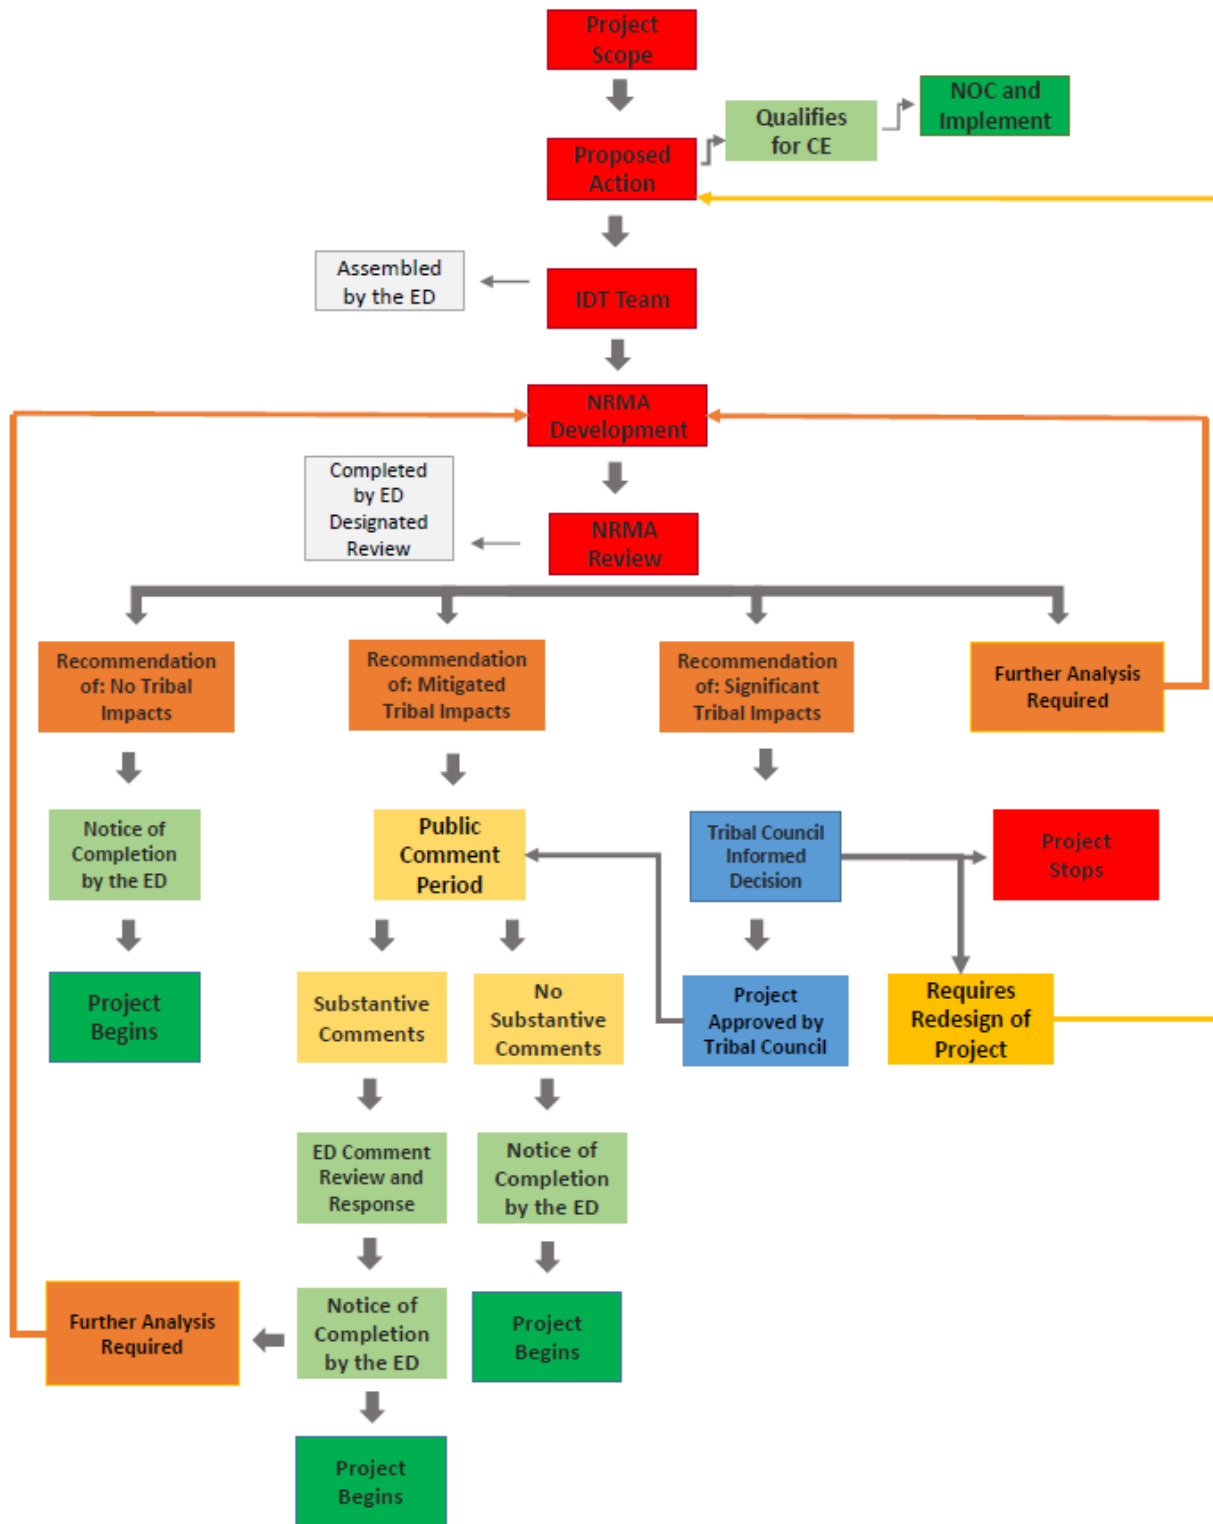 Project
Scope
NOC and
Implement
Qualifies
for CE
Proposed
Action
Assembled
by the ED
IDT Team
NRMA
Development
Completed
by ED
Designated
Review
NRMA
Review
Recommendation
of: No Tribal
Impacts
Recommendation
of: Mitigated
Tribal Impacts
Recommendation
of: Significant
Tribal Impacts
Further Analysis
Required
Notice of
Completion
by the ED
Public
Comment
Period
Tribal Council
Informed
Decision
Project
Stops
Project
Begins
Substantive
Comments
No
Substantive
Comments
Project
Approved by
Tribal Council
Requires
Redesign of
Project
ED Comment
Review and
Response
Notice of
Completion
by the ED
Further Analysis
Required
Notice of
Completion
by the ED
Project
Begins
Project
Begins